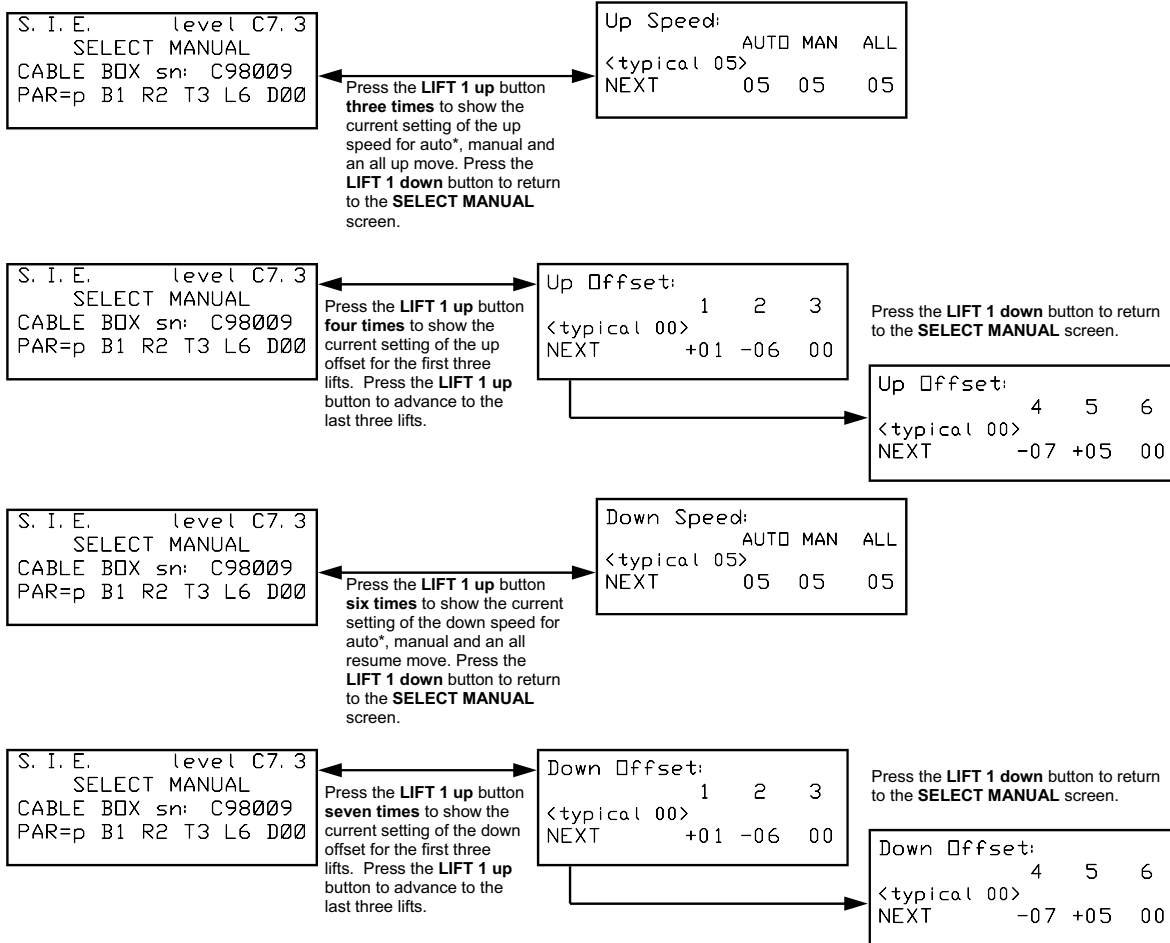 S. I. E. level C7. 3
SELECT MANUAL
CABLE BOX sn: C98009
PAR=p B1 R2 T3 L6 D00
Press the LIFT 1 up button
three times to show the
current setting of the up
speed for auto*, manual and
an all up move. Press the
LIFT 1 down button to return
to the SELECT MANUAL
screen.
Up Speed:
AUTO MAN ALL
<typical 05>
NEXT 05 05 05
S. I. E. level C7. 3
SELECT MANUAL
CABLE BOX sn: C98009
PAR=p B1 R2 T3 L6 D00
Press the LIFT 1 up button
four times to show the
current setting of the up
offset for the first three
lifts. Press the LIFT 1 up
button to advance to the
last three lifts.
Up Offset:
1 2 3
<typical 00>
NEXT +01 -06 00
Press the LIFT 1 down button to return
to the SELECT MANUAL screen.
Up Offset:
4 5 6
<typical 00>
NEXT -07 +05 00
S. I. E. level C7. 3
SELECT MANUAL
CABLE BOX sn: C98009
PAR=p B1 R2 T3 L6 D00
Press the LIFT 1 up button
six times to show the current
setting of the down speed for
auto*, manual and an all
resume move. Press the
LIFT 1 down button to return
to the SELECT MANUAL
screen.
Down Speed:
AUTO MAN ALL
<typical 05>
NEXT 05 05 05
S. I. E. level C7. 3
SELECT MANUAL
CABLE BOX sn: C98009
PAR=p B1 R2 T3 L6 D00
Press the LIFT 1 up button
seven times to show the
current setting of the down
offset for the first three
lifts. Press the LIFT 1 up
button to advance to the
last three lifts.
Down Offset:
1 2 3
<typical 00>
NEXT +01 -06 00
Press the LIFT 1 down button to return
to the SELECT MANUAL screen.
Down Offset:
4 5 6
<typical 00>
NEXT -07 +05 00